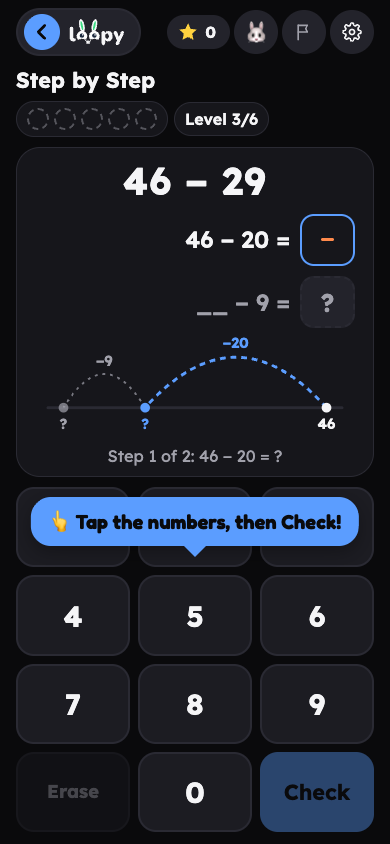 loopy
0
Step by Step
Level 3/6
46 – 29
46 – 20 = –
__ – 9 = ?
–20
–9
? ? 46
Step 1 of 2: 46 – 20 = ?
👆 Tap the numbers, then Check!
4 5 6
7 8 9
Erase 0 Check